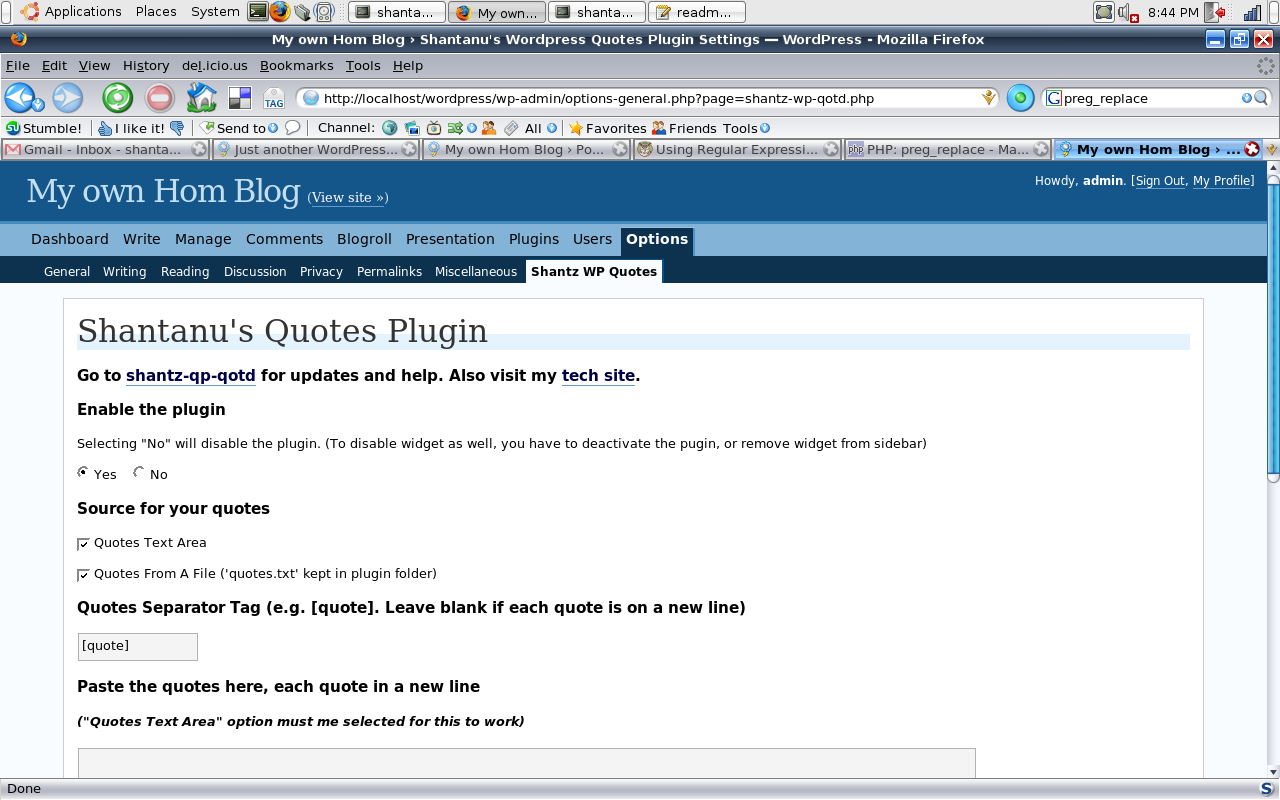 Applications Places System shanta... My own... shanta... readm... 8:44 PM
My own Hom Blog › Shantanu's Wordpress Quotes Plugin Settings — WordPress - Mozilla Firefox
File Edit View History del.icio.us Bookmarks Tools Help
TAG http://localhost/wordpress/wp-admin/options-general.php?page=shantz-wp-qotd.php G preg_replace
Stumble! I like it! Send to Channel: All Favorites Friends Tools
Gmail - Inbox - shanta... Just another WordPress... My own Hom Blog › Po... Using Regular Expressi... php PHP: preg_replace - Ma... My own Hom Blog › ...
My own Hom Blog (View site »)
Howdy, admin. [Sign Out, My Profile]
Dashboard Write Manage Comments Blogroll Presentation Plugins Users Options
General Writing Reading Discussion Privacy Permalinks Miscellaneous Shantz WP Quotes
Shantanu's Quotes Plugin
Go to shantz-qp-qotd for updates and help. Also visit my tech site.
Enable the plugin
Selecting "No" will disable the plugin. (To disable widget as well, you have to deactivate the pugin, or remove widget from sidebar)
Yes No
Source for your quotes
Quotes Text Area
Quotes From A File ('quotes.txt' kept in plugin folder)
Quotes Separator Tag (e.g. [quote]. Leave blank if each quote is on a new line)
[quote]
Paste the quotes here, each quote in a new line
("Quotes Text Area" option must me selected for this to work)
Done S